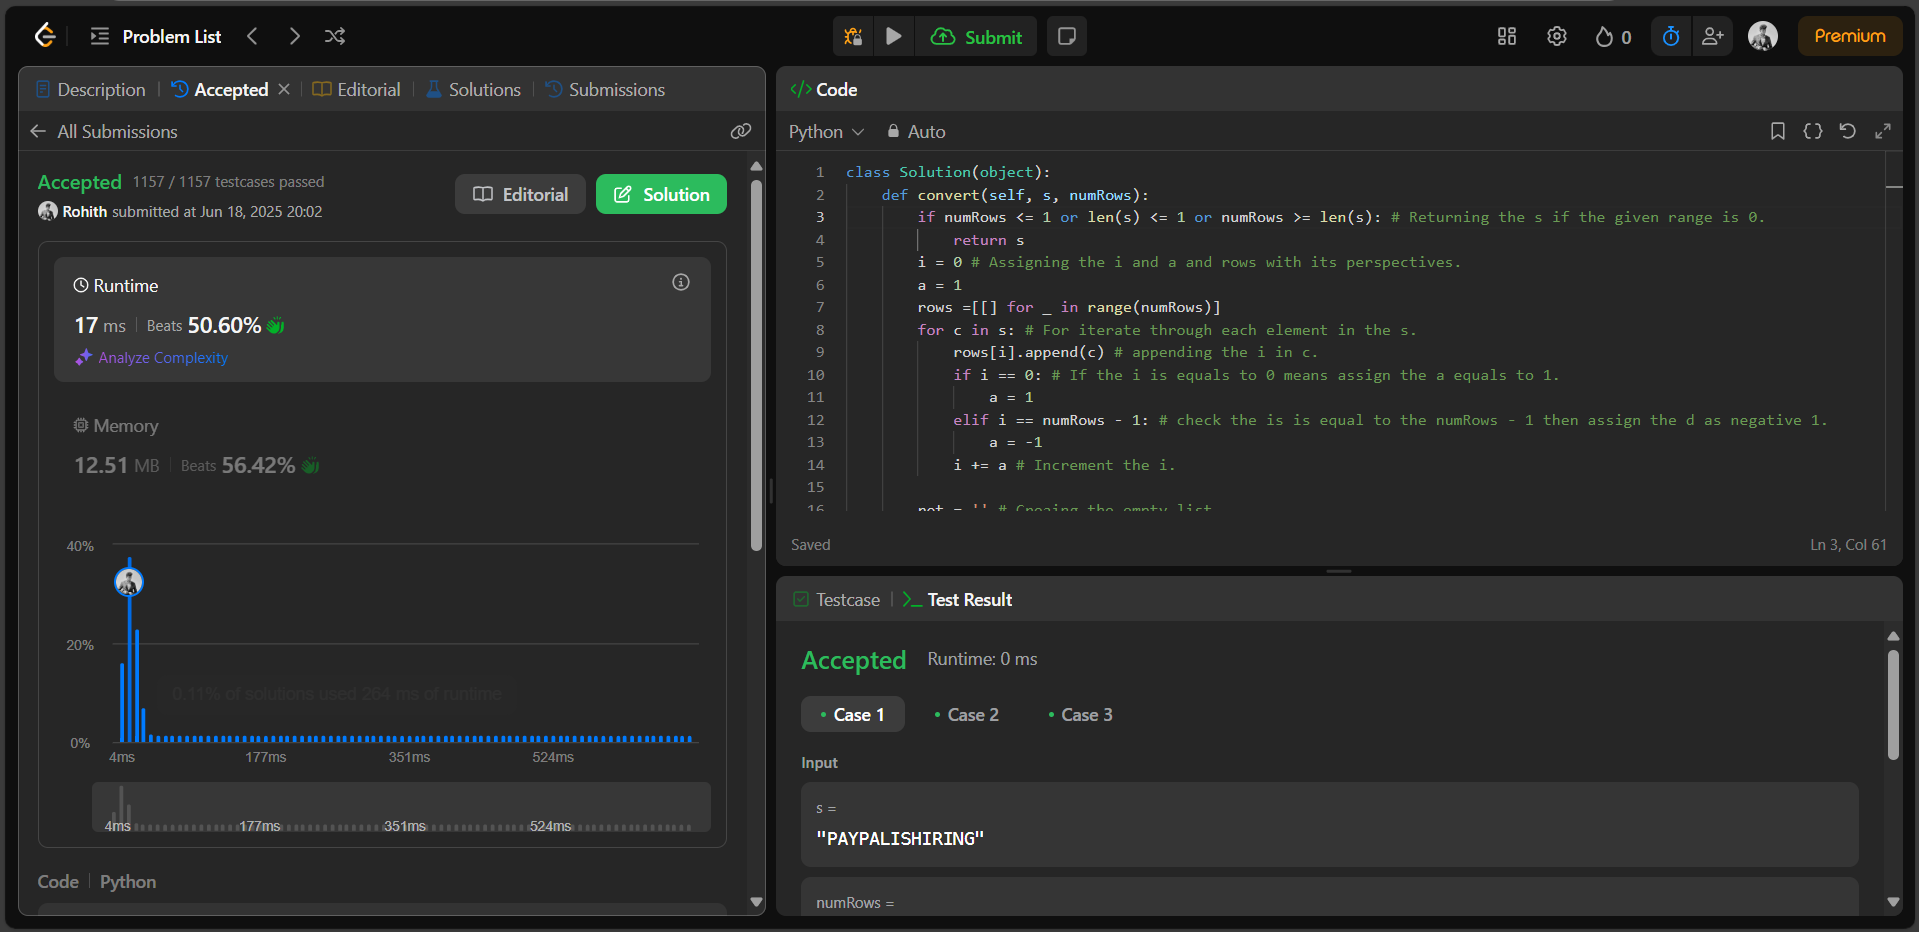 Problem List
Submit
0
Premium
Description
Accepted
Editorial
Solutions
Submissions
All Submissions
Accepted 1157 / 1157 testcases passed
Rohith submitted at Jun 18, 2025 20:02
Editorial
Solution
Runtime
17 ms Beats 50.60%
Analyze Complexity
Memory
12.51 MB Beats 56.42%
40%
20%
0.11% of solutions used 264 ms of runtime
0%
4ms 177ms 351ms 524ms
4ms 177ms 351ms 524ms
Code Python
</> Code
Python Auto
1 class Solution(object):
2 def convert(self, s, numRows):
3 if numRows <= 1 or len(s) <= 1 or numRows >= len(s): # Returning the s if the given range is 0.
4 return s
5 i = 0 # Assigning the i and a and rows with its perspectives.
6 a = 1
7 rows =[[] for _ in range(numRows)]
8 for c in s: # For iterate through each element in the s.
9 rows[i].append(c) # appending the i in c.
10 if i == 0: # If the i is equals to 0 means assign the a equals to 1.
11 a = 1
12 elif i == numRows - 1: # check the is is equal to the numRows - 1 then assign the d as negative 1.
13 a = -1
14 i += a # Increment the i.
15
16 ret = '' # Creaing the empty list
Saved
Ln 3, Col 61
Testcase
>_ Test Result
Accepted Runtime: 0 ms
Case 1
Case 2
Case 3
Input
s =
"PAYPALISHIRING"
numRows =